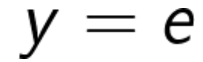 y = e